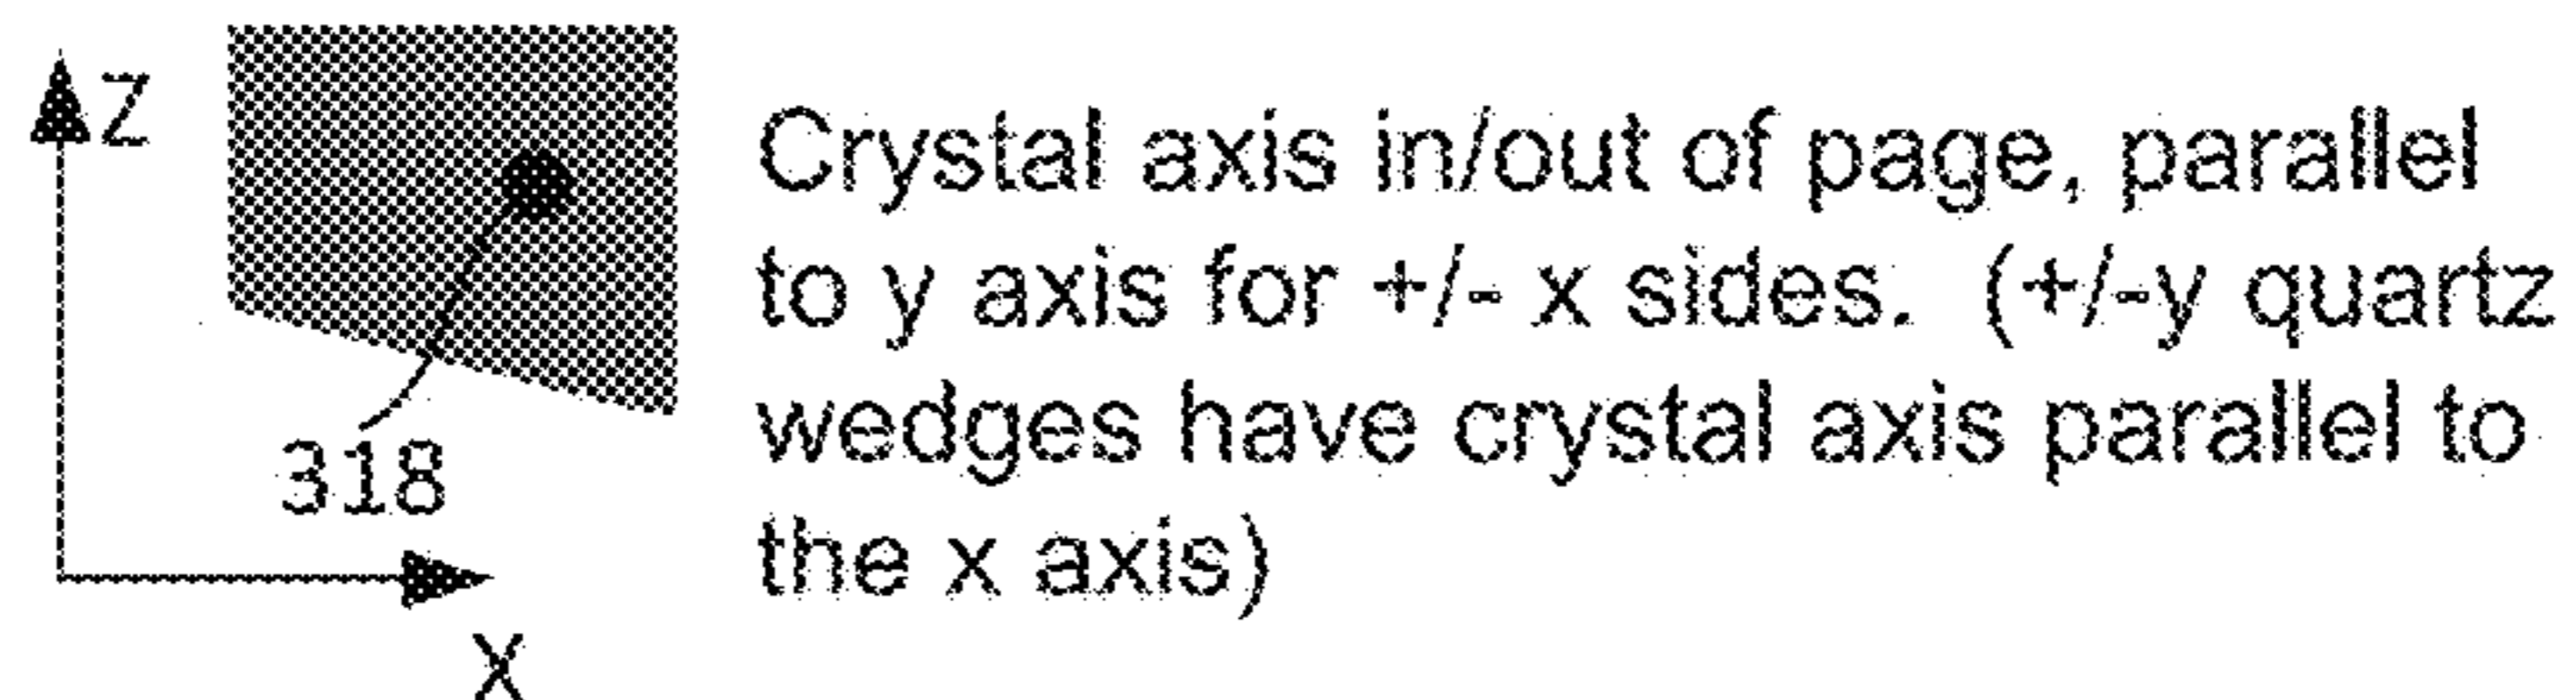 Z
Crystal axis in/out of page, parallel
to y axis for +/- x sides. (+/-y quartz
wedges have crystal axis parallel to
318
the x axis)
X